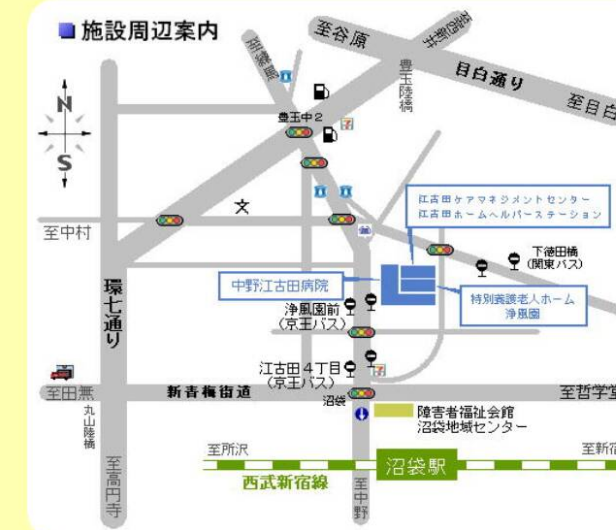 施設周辺案内
至谷原
至西新井
至練馬
豊玉陸橋
目白通り
至目白
N
S
豊玉中2
文
至中村
江古田ケアマネジメントセンター
江古田ホームヘルパーステーション
下徳田橋
(関東バス)
中野江古田病院
特別養護老人ホーム
浄風園
環七通り
浄風園前
(京王バス)
江古田4丁目
(京王バス)
至田無
新青梅街道
沼袋
至哲学堂
丸山陸橋
障害者福祉会館
沼袋地域センター
至所沢
至新宿
沼袋駅
西武新宿線
至高円寺
至中野